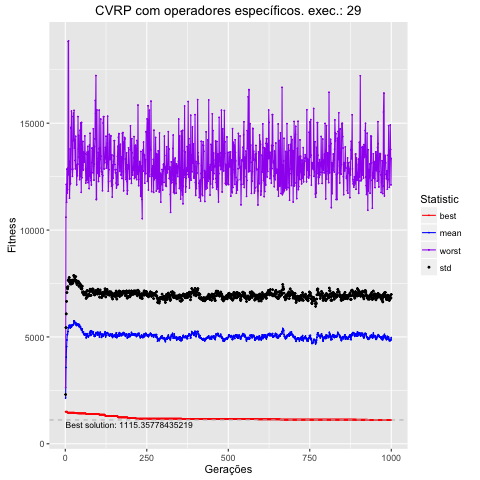 CVRP com operadores específicos. exec.: 29
Fitness
15000
10000
5000
0
Best solution: 1115.35778435219
0
250
500
750
1000
Gerações
Statistic
best
mean
worst
std